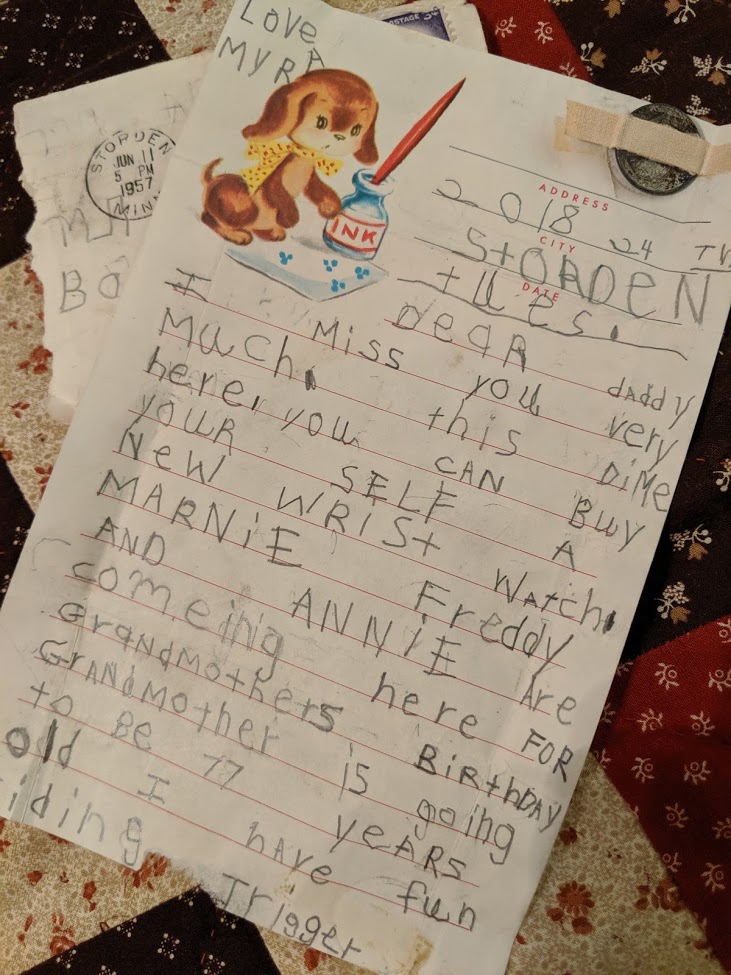 LOVE
MYRA
POSTAGE
STORDEN
JUN 11
5 PM
1957
MINN
INK
ADDRESS
2018 24
CITY
StORDeN
DATE
tUes.
DeaR daddy
I Miss you very
Much. this DiMe
here. you CAN BUY
YOUR SELF A
NeW WRISt WAtch.
MARNiE Freddy
AND ANNiE Are
comeing here FOR
GraNdMothers BirthDAY
GrANDMother is going
to Be 77 yeARs
old I hAve fun
riding Trigger